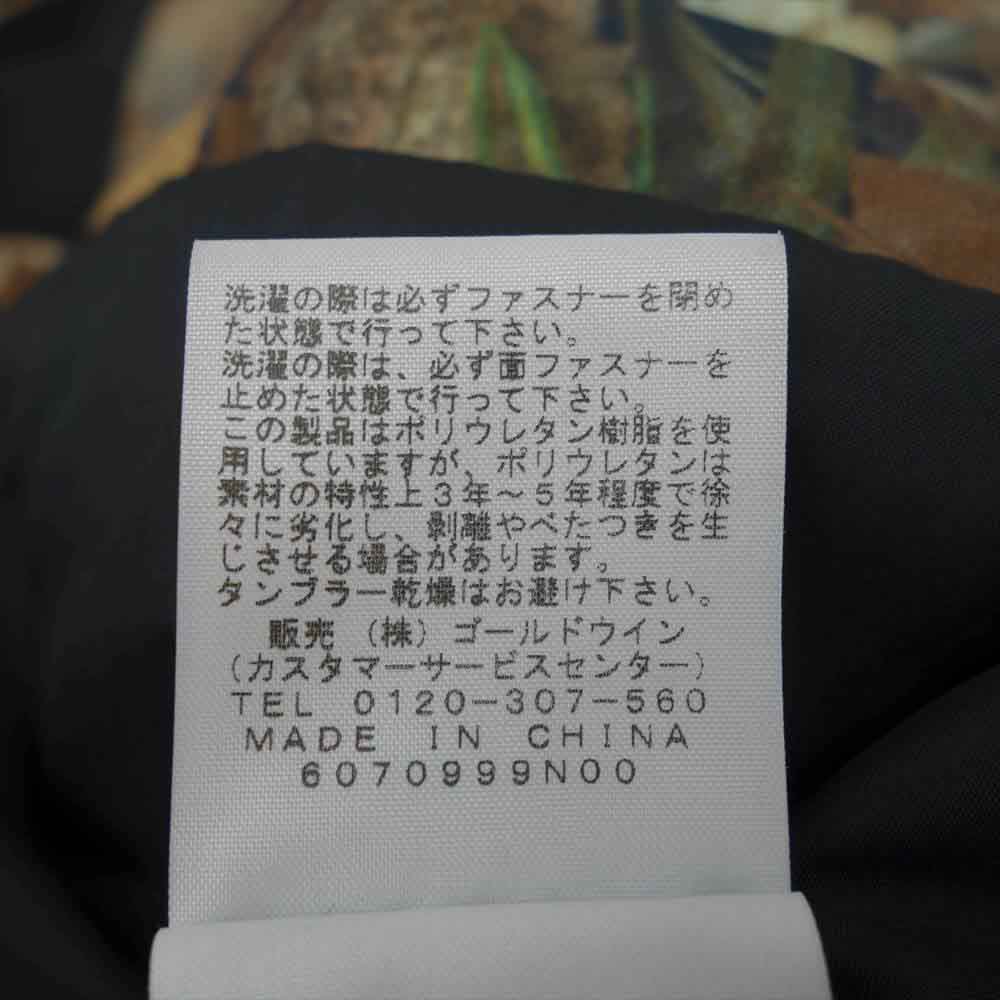 洗濯の際は必ずファスナーを閉め
た状態で行って下さい。
洗濯の際は、必ず面ファスナーを
止めた状態で行って下さい。
この製品はポリウレタン樹脂を使
用していますが、ポリウレタンは
素材の特性上３年～５年程度で徐
々に劣化し、剥離やべたつきを生
じさせる場合があります。
タンブラー乾燥はお避け下さい。
販売 （株）ゴールドウイン
（カスタマーサービスセンター）
TEL 0120-307-560
MADE IN CHINA
6070999N00